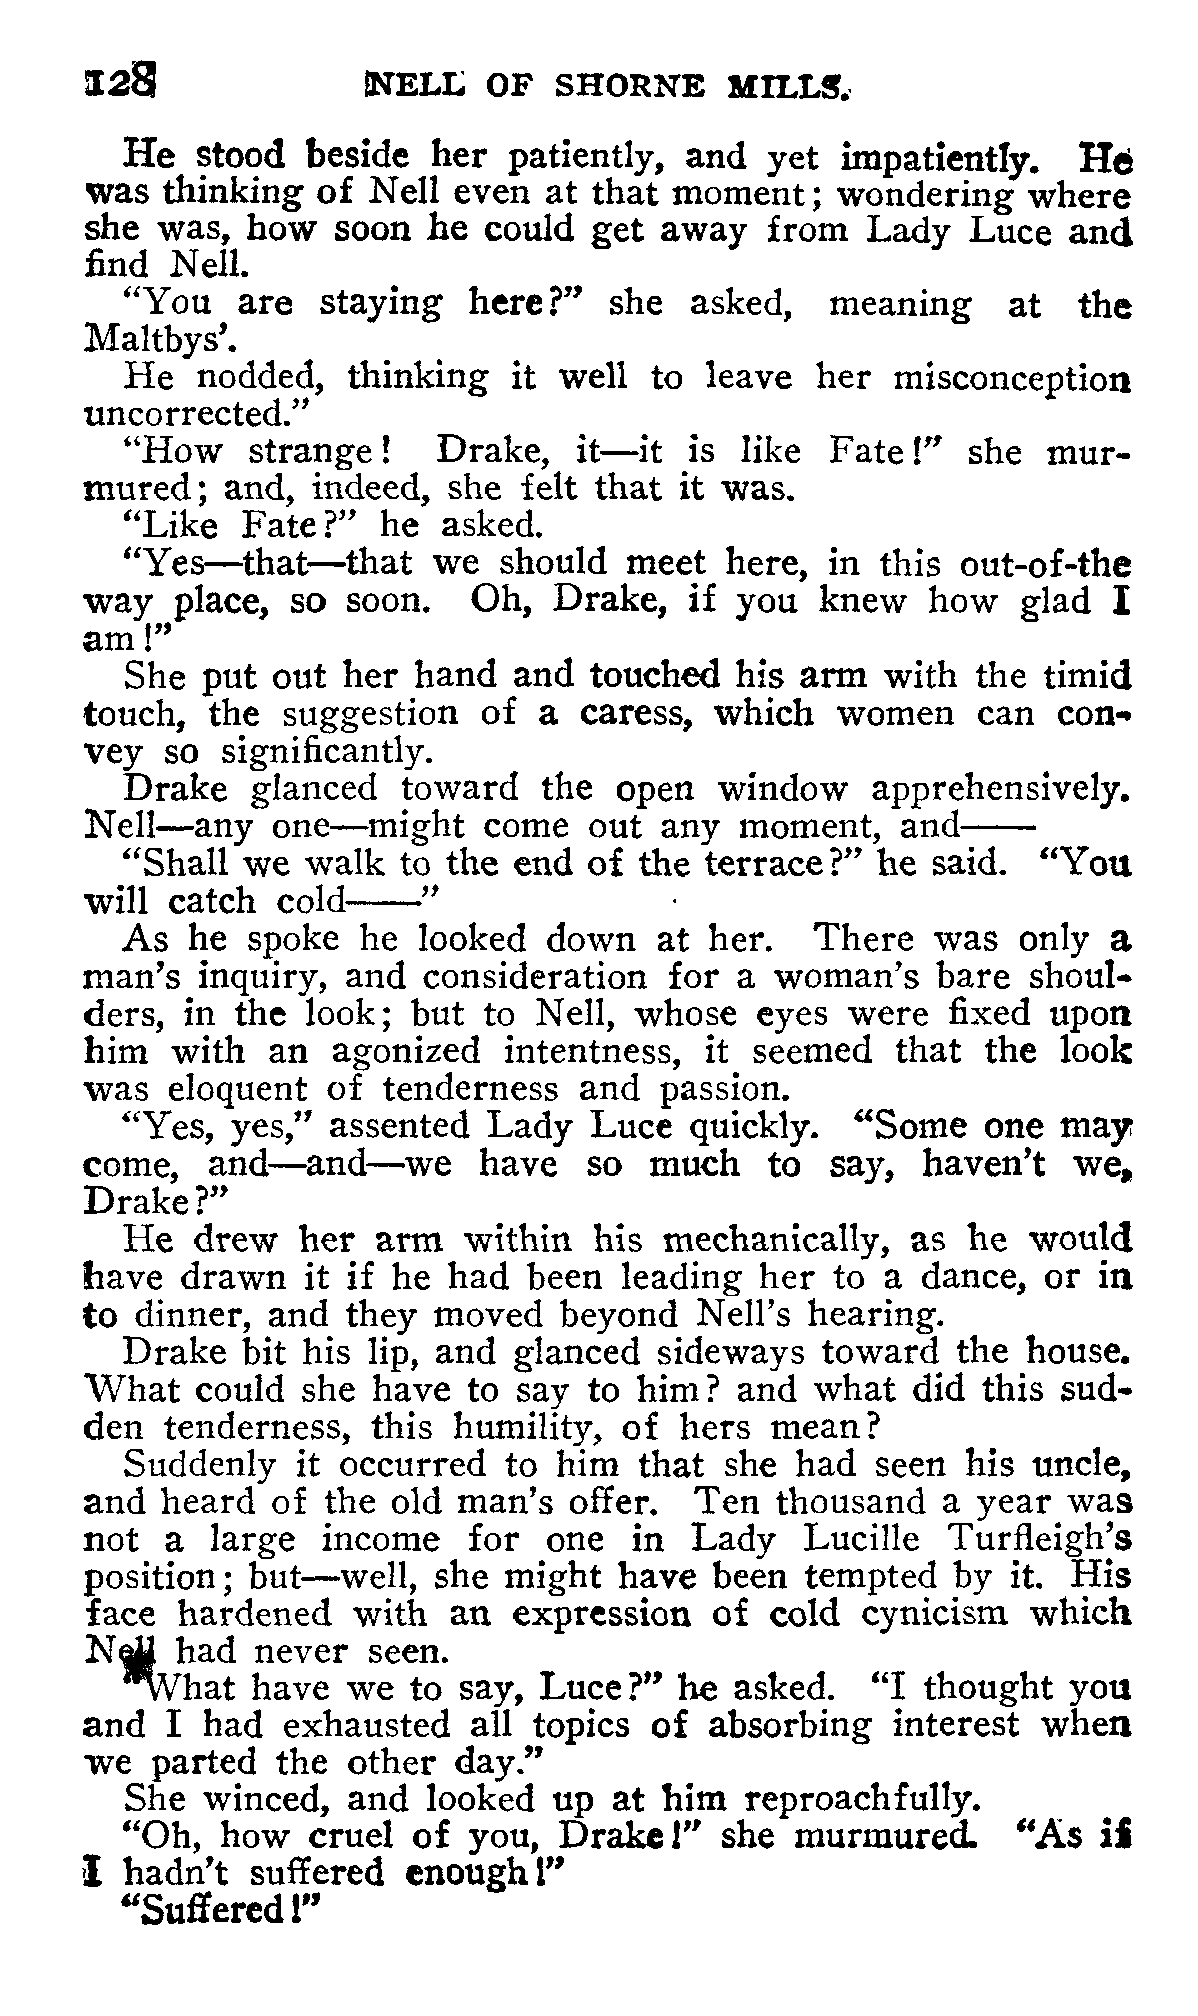 128 NELL OF SHORNE MILLS.
He stood beside her patiently, and yet impatiently. He
was thinking of Nell even at that moment; wondering where
she was, how soon he could get away from Lady Luce and
find Nell.
"You are staying here?" she asked, meaning at the
Maltbys'.
He nodded, thinking it well to leave her misconception
uncorrected."
"How strange! Drake, it—it is like Fate!" she mur-
mured; and, indeed, she felt that it was.
"Like Fate?" he asked.
"Yes—that—that we should meet here, in this out-of-the
way place, so soon. Oh, Drake, if you knew how glad I
am!"
She put out her hand and touched his arm with the timid
touch, the suggestion of a caress, which women can con-
vey so significantly.
Drake glanced toward the open window apprehensively.
Nell—any one—might come out any moment, and——
"Shall we walk to the end of the terrace?" he said. "You
will catch cold——"
As he spoke he looked down at her. There was only a
man's inquiry, and consideration for a woman's bare shoul-
ders, in the look; but to Nell, whose eyes were fixed upon
him with an agonized intentness, it seemed that the look
was eloquent of tenderness and passion.
"Yes, yes," assented Lady Luce quickly. "Some one may
come, and—and—we have so much to say, haven't we,
Drake?"
He drew her arm within his mechanically, as he would
have drawn it if he had been leading her to a dance, or in
to dinner, and they moved beyond Nell's hearing.
Drake bit his lip, and glanced sideways toward the house.
What could she have to say to him? and what did this sud-
den tenderness, this humility, of hers mean?
Suddenly it occurred to him that she had seen his uncle,
and heard of the old man's offer. Ten thousand a year was
not a large income for one in Lady Lucille Turfleigh's
position; but—well, she might have been tempted by it. His
face hardened with an expression of cold cynicism which
Nell had never seen.
"What have we to say, Luce?" he asked. "I thought you
and I had exhausted all topics of absorbing interest when
we parted the other day."
She winced, and looked up at him reproachfully.
"Oh, how cruel of you, Drake!" she murmured. "As if
I hadn't suffered enough!"
"Suffered!"